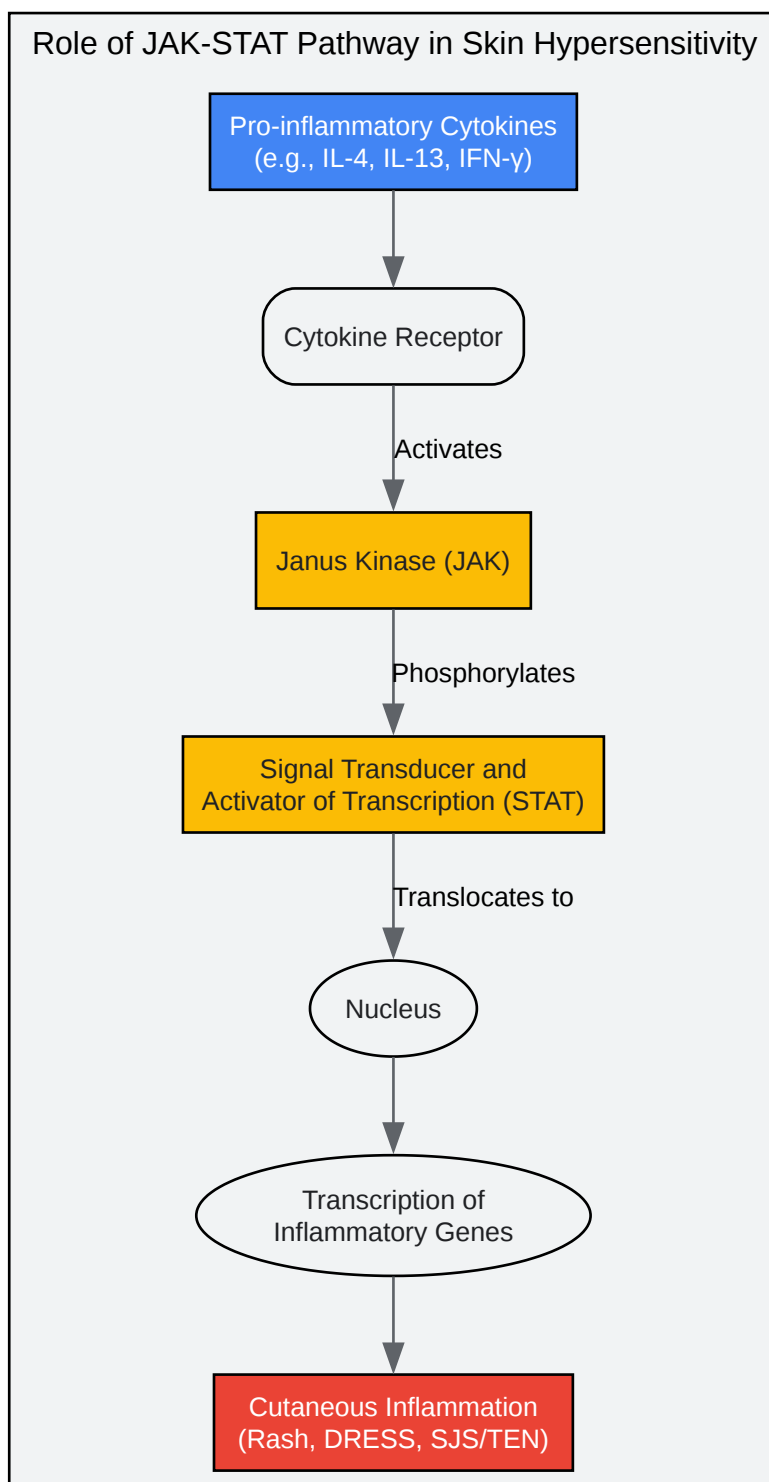 Role of JAK-STAT Pathway in Skin Hypersensitivity
Pro-inflammatory Cytokines
(e.g., IL-4, IL-13, IFN-γ)
Cytokine Receptor
Activates
Janus Kinase (JAK)
Phosphorylates
Signal Transducer and
Activator of Transcription (STAT)
Translocates to
Nucleus
Transcription of
Inflammatory Genes
Cutaneous Inflammation
(Rash, DRESS, SJS/TEN)